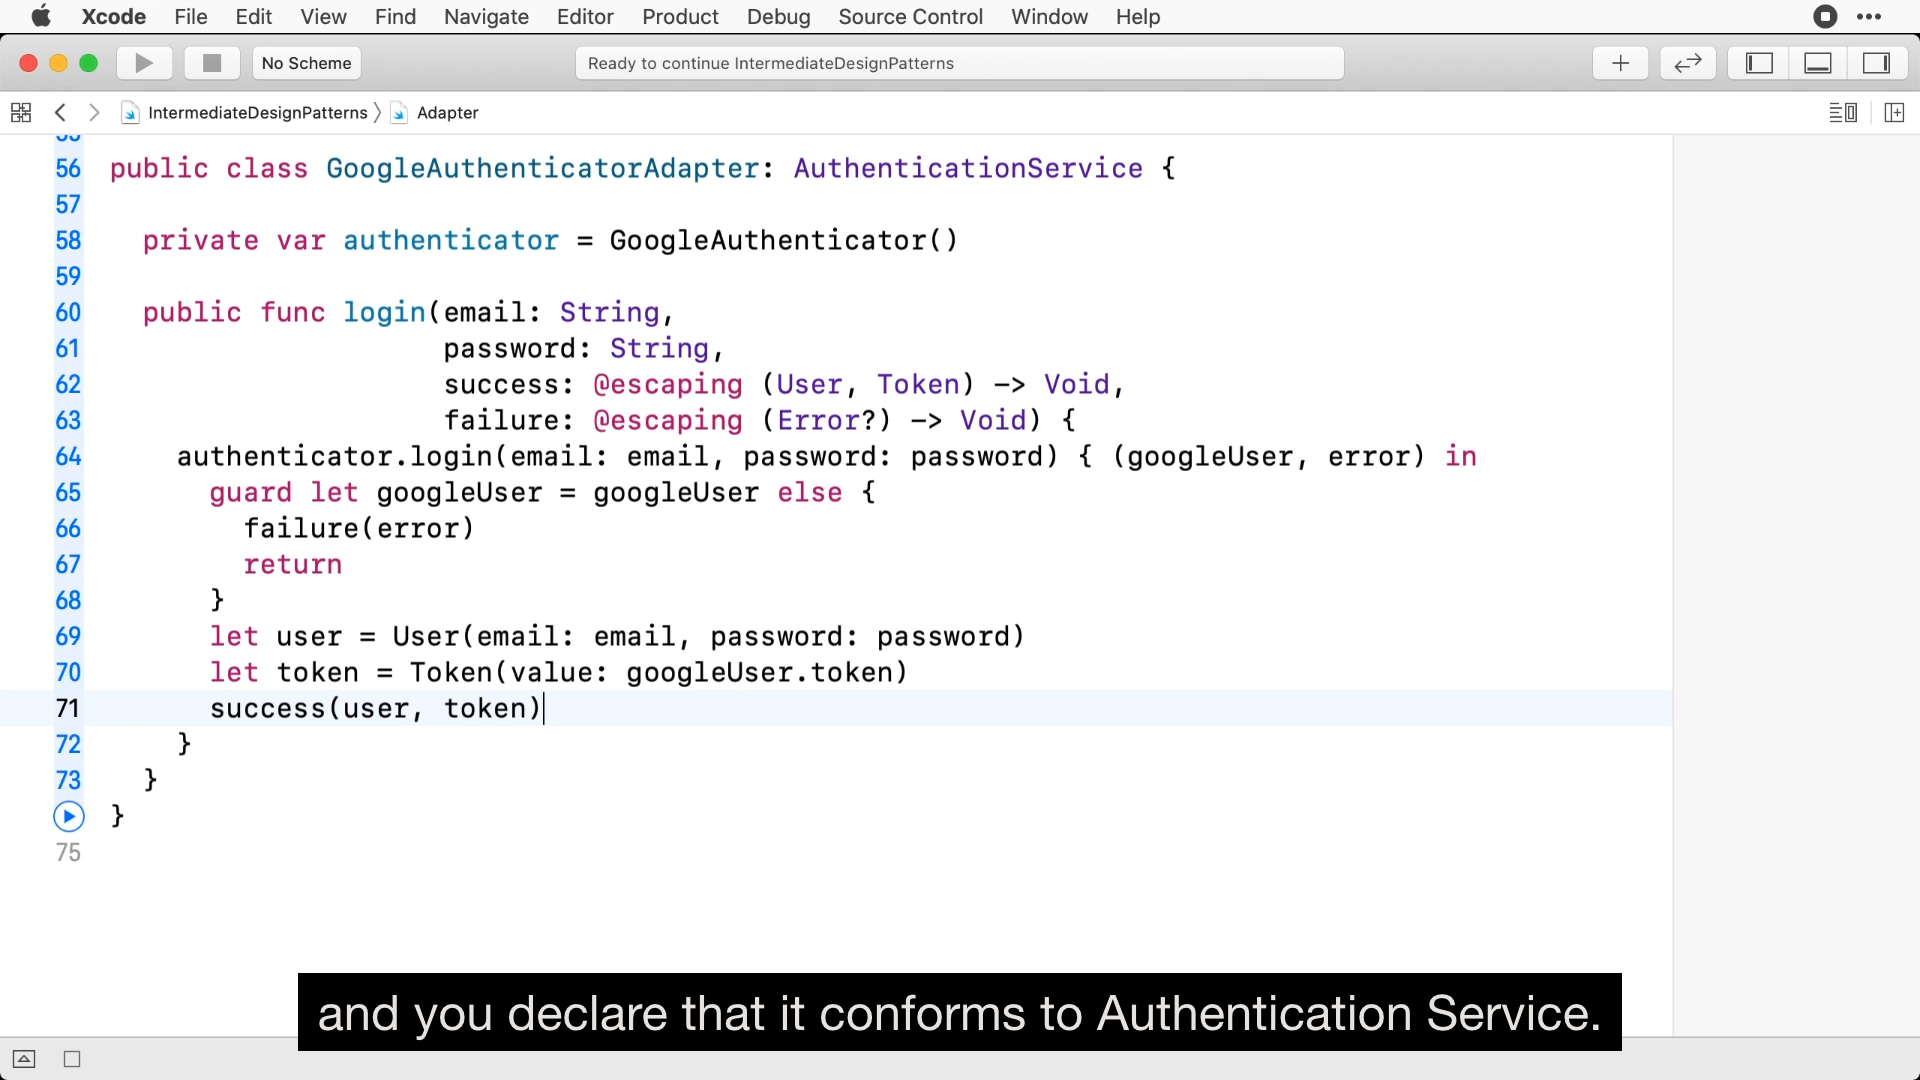 Xcode File Edit View Find Navigate Editor Product Debug Source Control Window Help
No Scheme
Ready to continue IntermediateDesignPatterns
IntermediateDesignPatterns
Adapter
55
56 public class GoogleAuthenticatorAdapter: AuthenticationService {
57
58 private var authenticator = GoogleAuthenticator()
59
60 public func login(email: String,
61 password: String,
62 success: @escaping (User, Token) -> Void,
63 failure: @escaping (Error?) -> Void) {
64 authenticator.login(email: email, password: password) { (googleUser, error) in
65 guard let googleUser = googleUser else {
66 failure(error)
67 return
68 }
69 let user = User(email: email, password: password)
70 let token = Token(value: googleUser.token)
71 success(user, token)
72 }
73 }
}
75
and you declare that it conforms to Authentication Service.